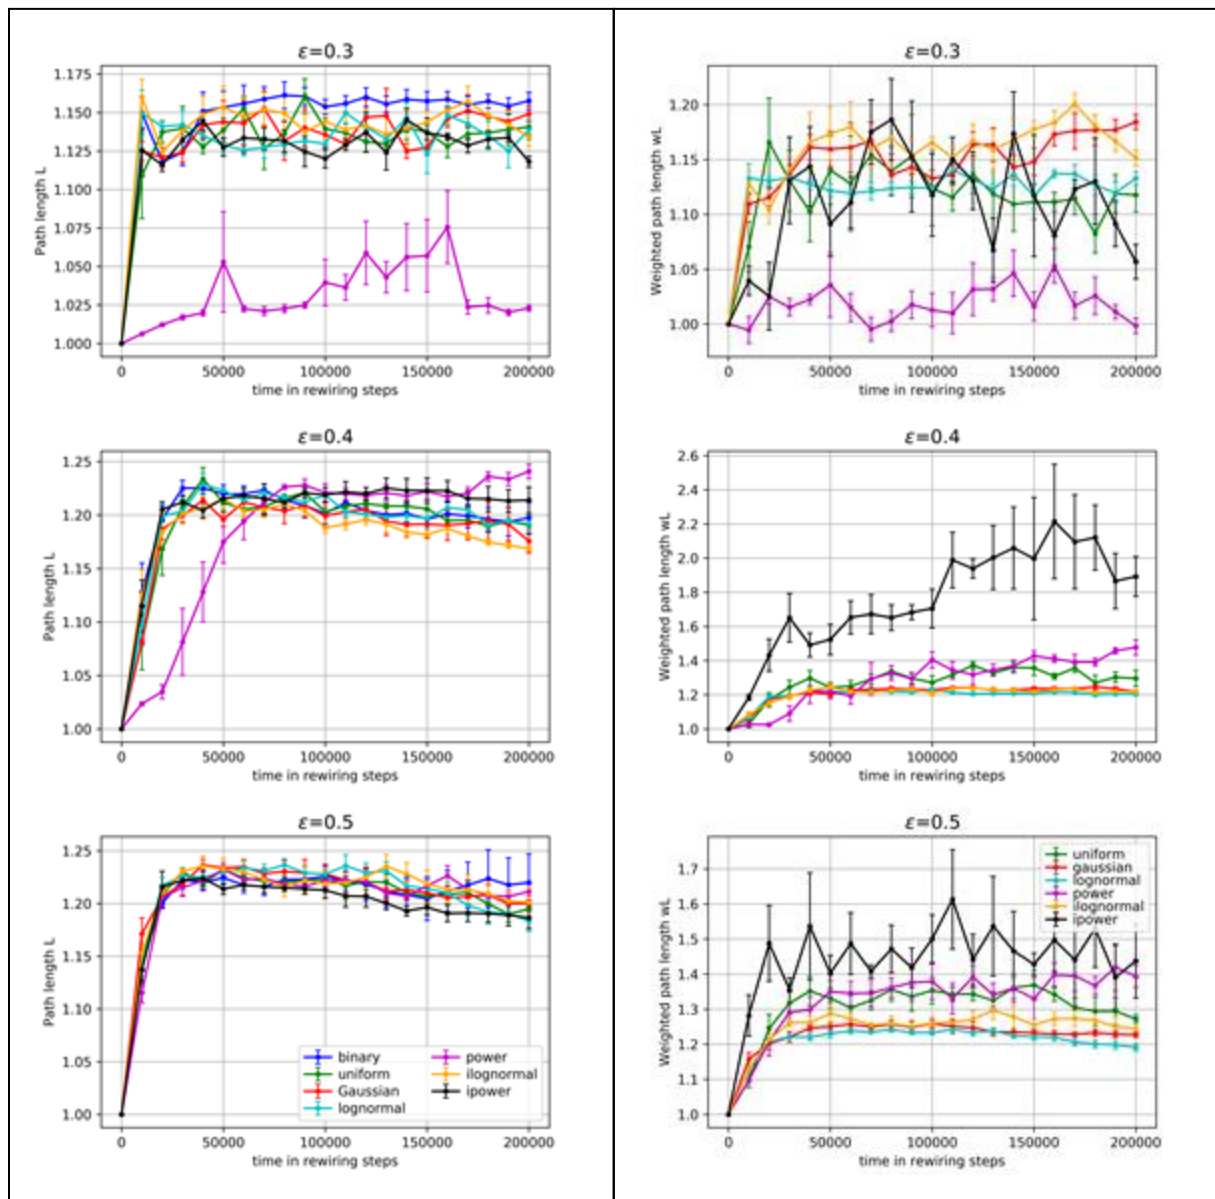 ε=0.3
1.175
1.150
1.125
1.100
1.075
1.050
1.025
1.000
Path length L
0 50000 100000 150000 200000
time in rewiring steps
ε=0.3
1.20
1.15
1.10
1.05
1.00
Weighted path length wL
0 50000 100000 150000 200000
time in rewiring steps
ε=0.4
1.25
1.20
1.15
1.10
1.05
1.00
Path length L
0 50000 100000 150000 200000
time in rewiring steps
ε=0.4
2.6
2.4
2.2
2.0
1.8
1.6
1.4
1.2
1.0
Weighted path length wL
0 50000 100000 150000 200000
time in rewiring steps
ε=0.5
1.25
1.20
1.15
1.10
1.05
1.00
Path length L
binary power
uniform ilognormal
Gaussian ipower
lognormal
0 50000 100000 150000 200000
time in rewiring steps
ε=0.5
1.7
1.6
1.5
1.4
1.3
1.2
1.1
1.0
Weighted path length wL
uniform
gaussian
lognormal
power
ilognormal
ipower
0 50000 100000 150000 200000
time in rewiring steps